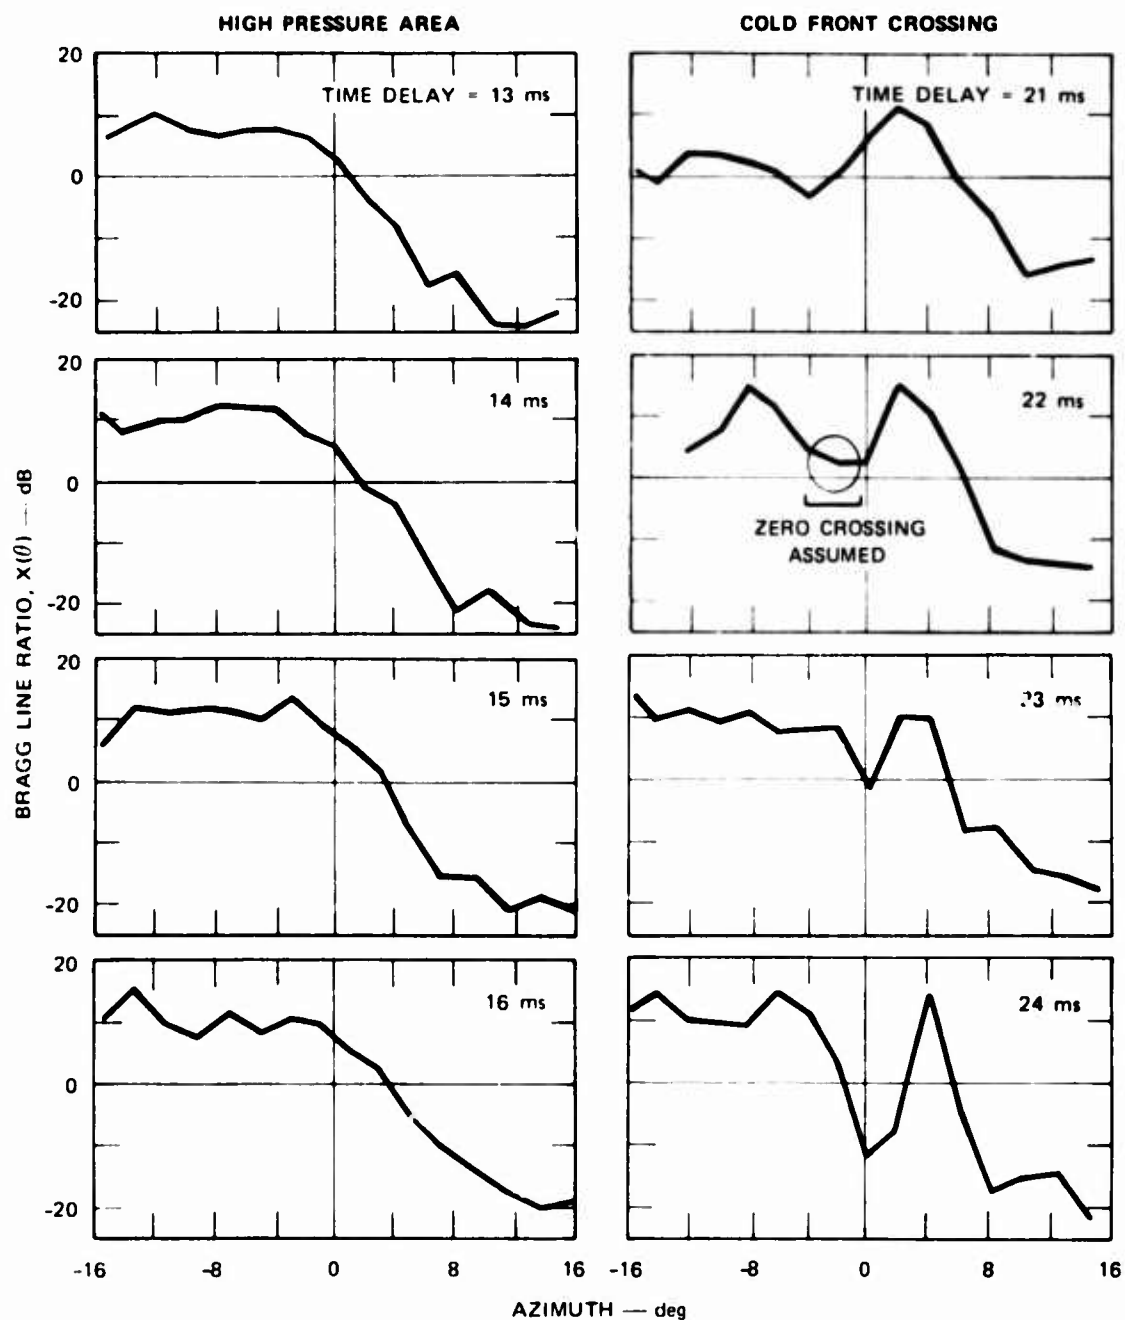 HIGH PRESSURE AREA
COLD FRONT CROSSING
20
0
-20
TIME DELAY = 13 ms
TIME DELAY = 21 ms
20
0
-20
14 ms
22 ms
ZERO CROSSING
ASSUMED
20
0
-20
15 ms
23 ms
20
0
-20
16 ms
24 ms
BRAGG LINE RATIO, X(θ) — dB
-16
-8
0
8
16
-16
-8
0
8
16
AZIMUTH — deg